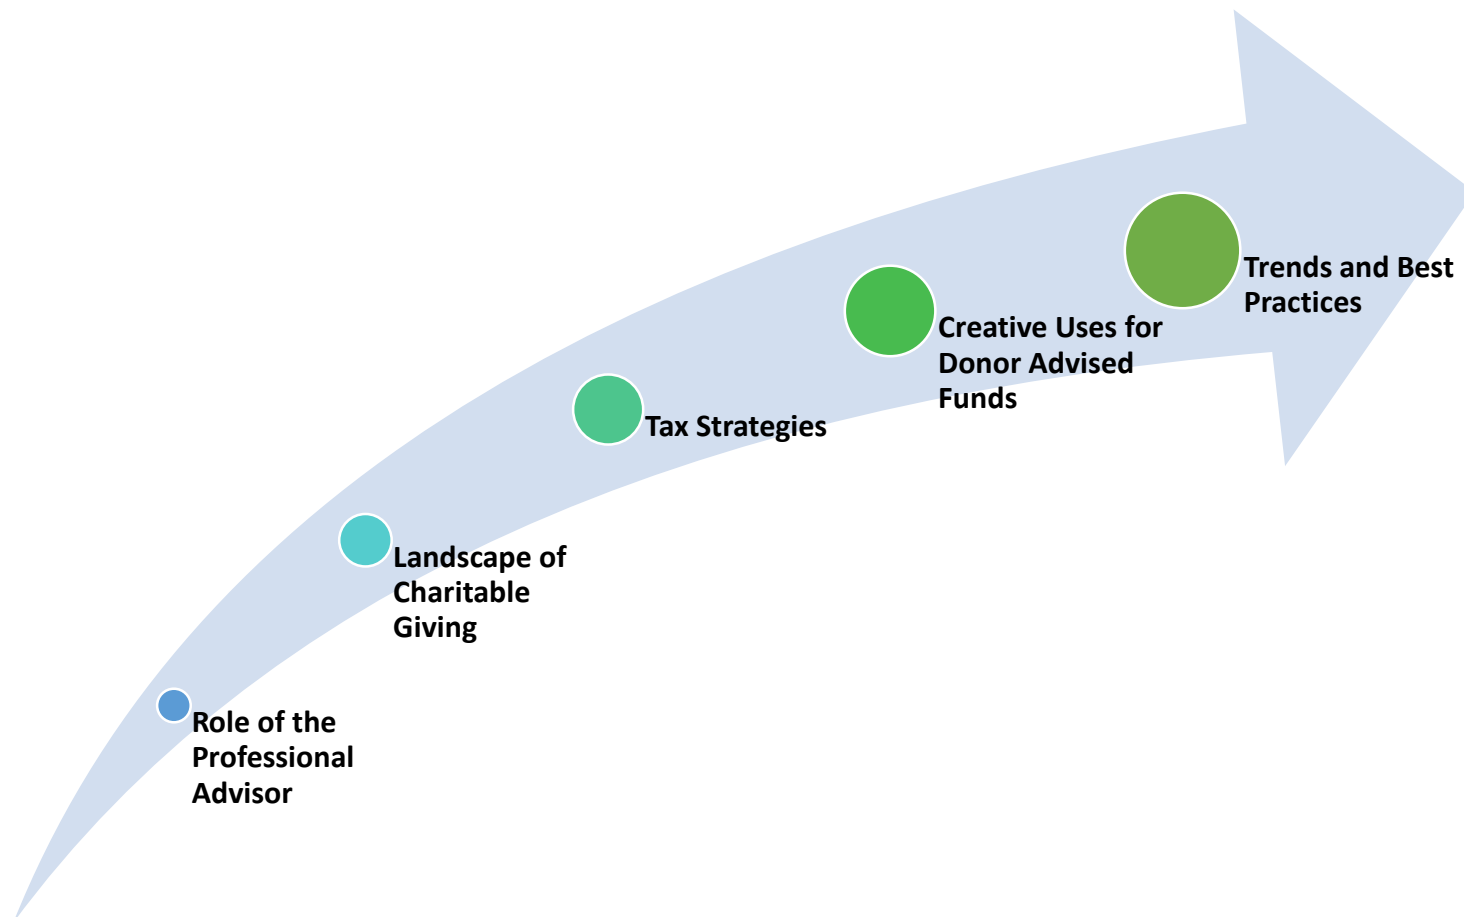 Role of the
Professional
Advisor
Landscape of
Charitable
Giving
Tax Strategies
Creative Uses for
Donor Advised
Funds
Trends and Best
Practices